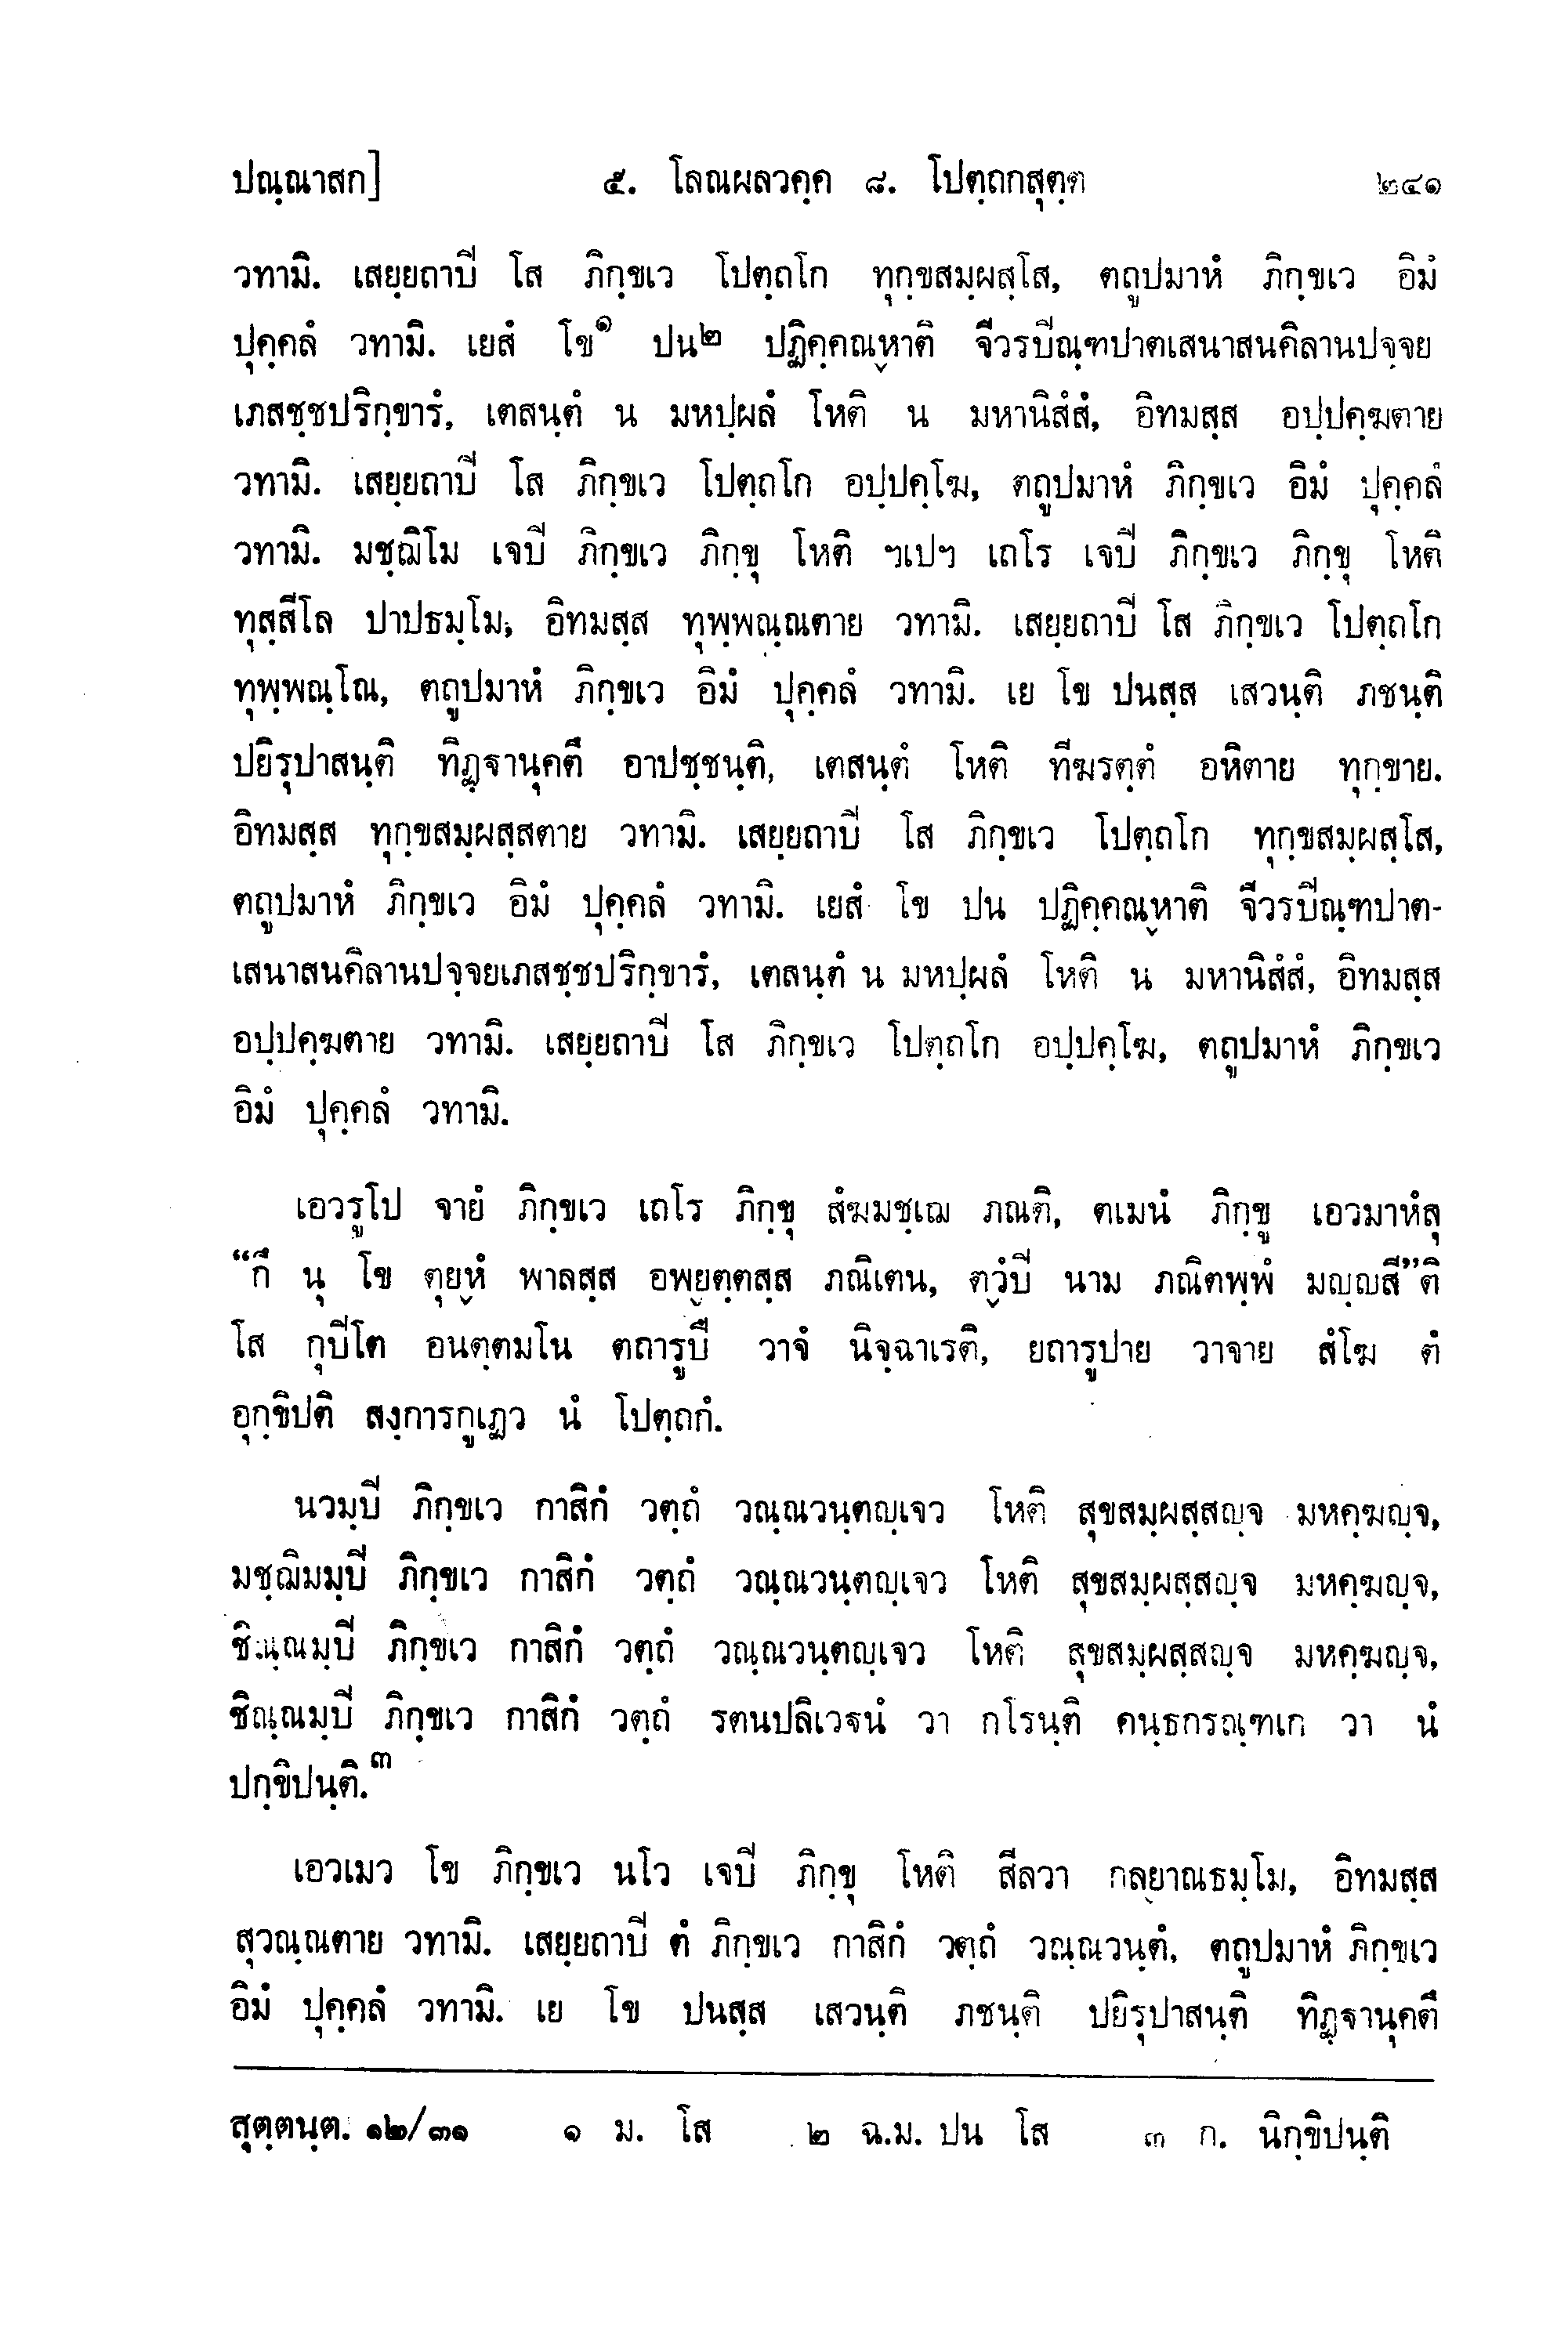 ปณฺณาสก]  ๕. โลณผลวคฺค ๘. โปตฺถกสุตฺต  ๒๔๑
วทามิ. เสยฺยถาปิ โส ภิกฺขเว โปตฺถโก ทุกฺขสมฺผสฺโส, ตถูปมาหํ ภิกฺขเว อิมํ
ปุคฺคลํ วทามิ. เยสํ โข๑ ปน๒ ปฏิคฺคณฺหาติ จีวรปิณฺฑปาตเสนาสนคิลานปจฺจย
เภสชฺชปริกฺขารํ, เตสนฺตํ น มหปฺผลํ โหติ น มหานิสํสํ, อิทมสฺส อปฺปคฺฆตาย
วทามิ. เสยฺยถาปิ โส ภิกฺขเว โปตฺถโก อปฺปคฺโฆ, ตถูปมาหํ ภิกฺขเว อิมํ ปุคฺคลํ
วทามิ. มชฺฌิโม เจปิ ภิกฺขเว ภิกฺขุ โหติ ฯเปฯ เถโร เจปิ ภิกฺขเว ภิกฺขุ โหติ
ทุสฺสีโล ปาปธมฺโม, อิทมสฺส ทุพฺพณฺณตาย วทามิ. เสยฺยถาปิ โส ภิกฺขเว โปตฺถโก
ทุพฺพณฺโณ, ตถูปมาหํ ภิกฺขเว อิมํ ปุคฺคลํ วทามิ. เย โข ปนสฺส เสวนฺติ ภชนฺติ
ปยิรุปาสนฺติ ทิฏฺฐานุคตึ อาปชฺชนฺติ, เตสนฺตํ โหติ ทีฆรตฺตํ อหิตาย ทุกฺขาย.
อิทมสฺส ทุกฺขสมฺผสฺสตาย วทามิ. เสยฺยถาปิ โส ภิกฺขเว โปตฺถโก ทุกฺขสมฺผสฺโส,
ตถูปมาหํ ภิกฺขเว อิมํ ปุคฺคลํ วทามิ. เยสํ โข ปน ปฏิคฺคณฺหาติ จีวรปิณฺฑปาต-
เสนาสนคิลานปจฺจยเภสชฺชปริกฺขารํ, เตสนฺตํ น มหปฺผลํ โหติ น มหานิสํสํ, อิทมสฺส
อปฺปคฺฆตาย วทามิ. เสยฺยถาปิ โส ภิกฺขเว โปตฺถโก อปฺปคฺโฆ, ตถูปมาหํ ภิกฺขเว
อิมํ ปุคฺคลํ วทามิ.
เอวรูโป จายํ ภิกฺขเว เถโร ภิกฺขุ สํฆมชฺเฌ ภณติ, ตเมนํ ภิกฺขู เอวมาหํสุ
“กึ นุ โข ตุยฺหํ พาลสฺส อพฺยตฺตสฺส ภณิเตน, ตฺวํปิ นาม ภณิตพฺพํ มญฺญสี”ติ
โส กุปิโต อนตฺตมโน ตถารูปึ วาจํ นิจฺฉาเรติ, ยถารูปาย วาจาย สํโฆ ตํ
อุกฺขิปติ สงฺการกูเฏว นํ โปตฺถกํ.
นวมฺปิ ภิกฺขเว กาสิกํ วตฺถํ วณฺณวนฺตญฺเจว โหติ สุขสมฺผสฺสญฺจ มหคฺฆญฺจ,
มชฺฌิมมฺปิ ภิกฺขเว กาสิกํ วตฺถํ วณฺณวนฺตญฺเจว โหติ สุขสมฺผสฺสญฺจ มหคฺฆญฺจ,
ชิณฺณมฺปิ ภิกฺขเว กาสิกํ วตฺถํ วณฺณวนฺตญฺเจว โหติ สุขสมฺผสฺสญฺจ มหคฺฆญฺจ,
ชิณฺณมฺปิ ภิกฺขเว กาสิกํ วตฺถํ รตนปลิเวฐนํ วา กโรนฺติ คนฺธกรณฺฑเก วา นํ
ปกฺขิปนฺติ.๓
เอวเมว โข ภิกฺขเว นโว เจปิ ภิกฺขุ โหติ สีลวา กลฺยาณธมฺโม, อิทมสฺส
สุวณฺณตาย วทามิ. เสยฺยถาปิ ตํ ภิกฺขเว กาสิกํ วตฺถํ วณฺณวนฺตํ, ตถูปมาหํ ภิกฺขเว
อิมํ ปุคฺคลํ วทามิ. เย โข ปนสฺส เสวนฺติ ภชนฺติ ปยิรุปาสนฺติ ทิฏฺฐานุคตึ
สุตฺตนฺต. ๑๒/๓๑  ๑ ม. โส  ๒ ฉ.ม. ปน โส  ๓ ก. นิกฺขิปนฺติ